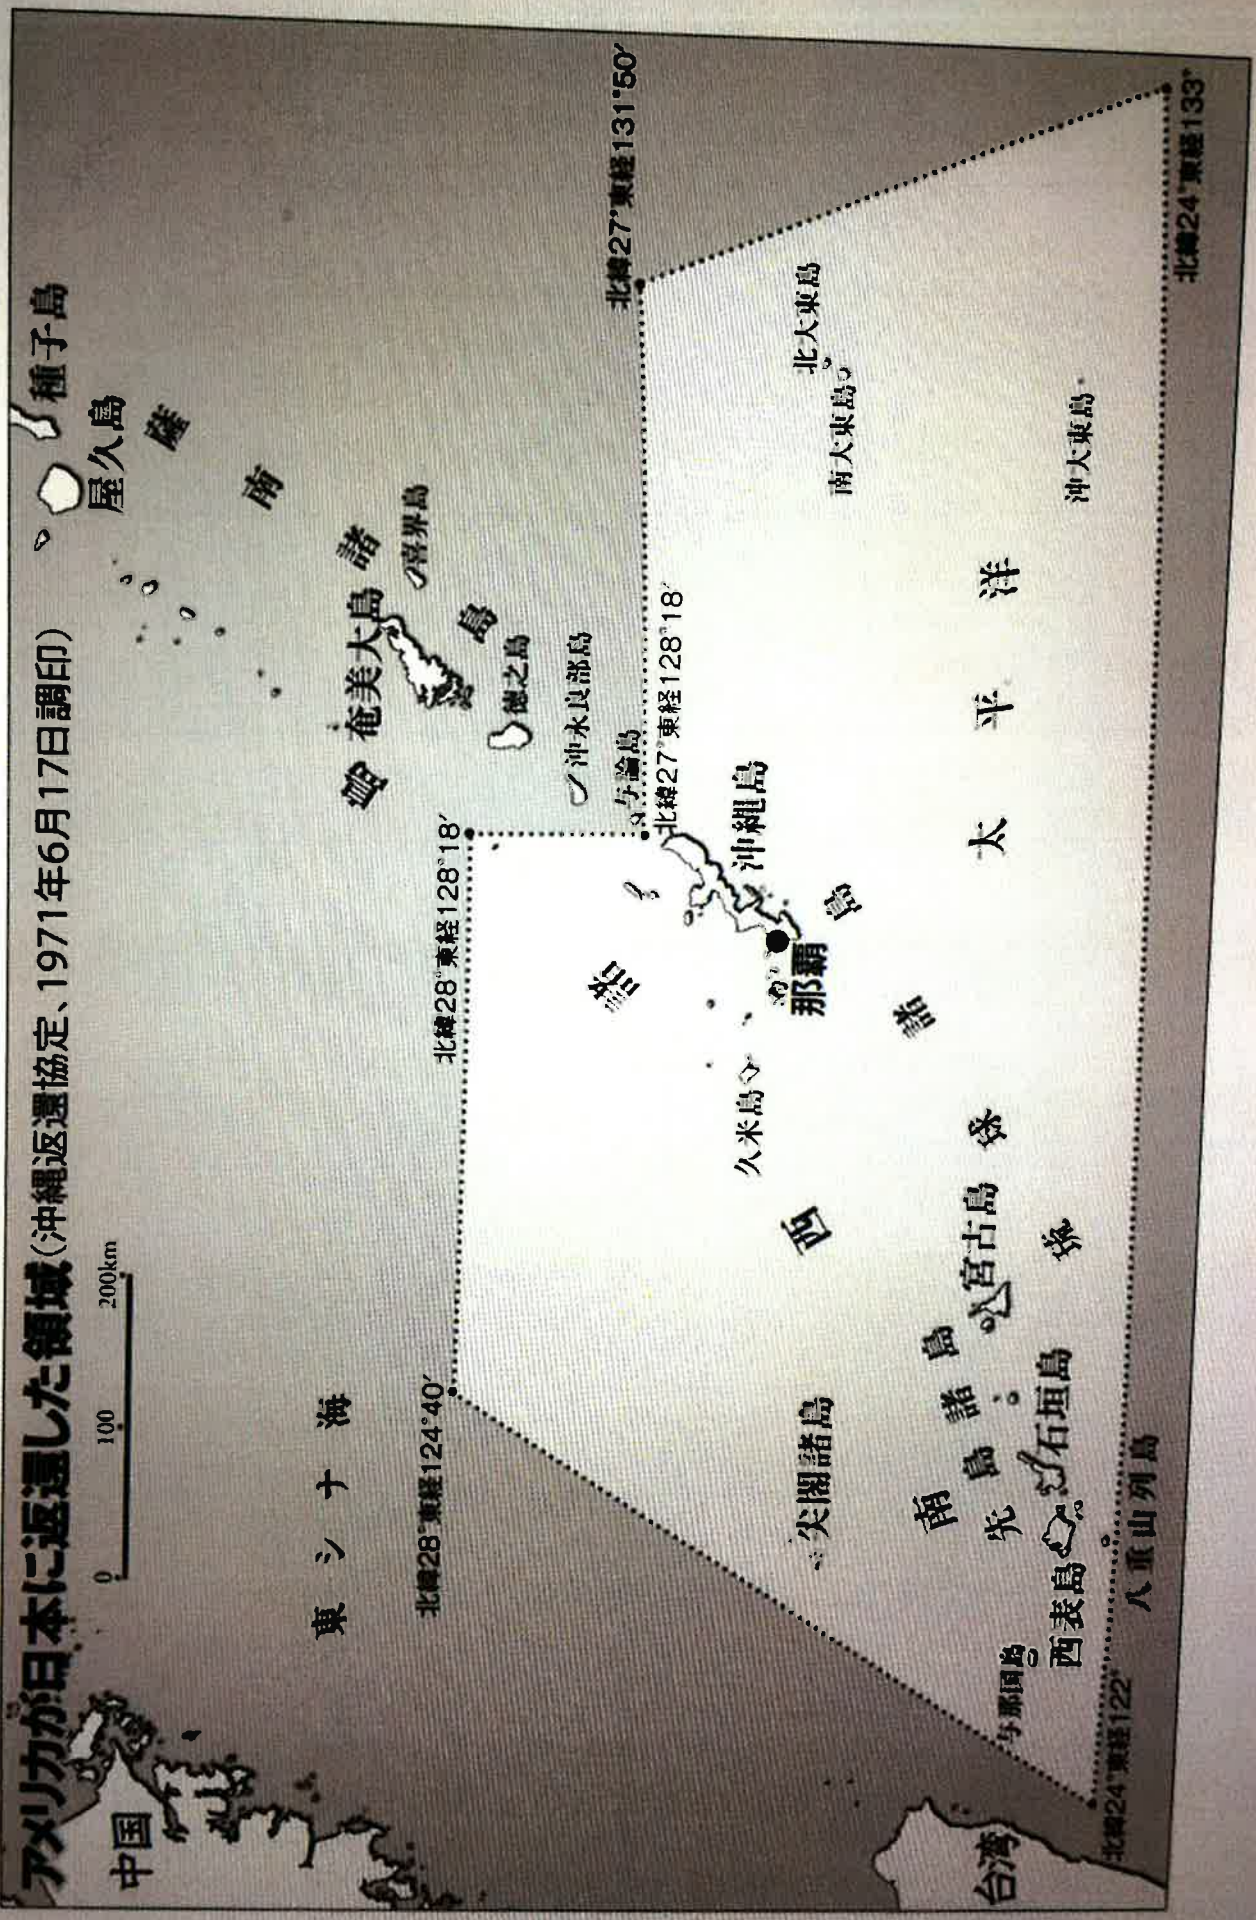 アメリカが日本に返還した領域(沖縄返還協定、1971年6月17日調印)
0 100 200km
中国
東シナ海
種子島
屋久島
薩南諸島
奄美大島
喜界島
徳之島
沖永良部島
与論島
北緯28°東経124°40′
北緯28°東経128°18′
北緯27°東経128°18′
北緯27°東経131°50′
南西諸島
沖縄島
那覇
久米島
北大東島
南大東島
沖大東島
尖閣諸島
琉球諸島
太平洋
先島諸島
宮古島
石垣島
西表島
与那国島
八重山列島
台湾
北緯24°東経122°
北緯24°東経133°